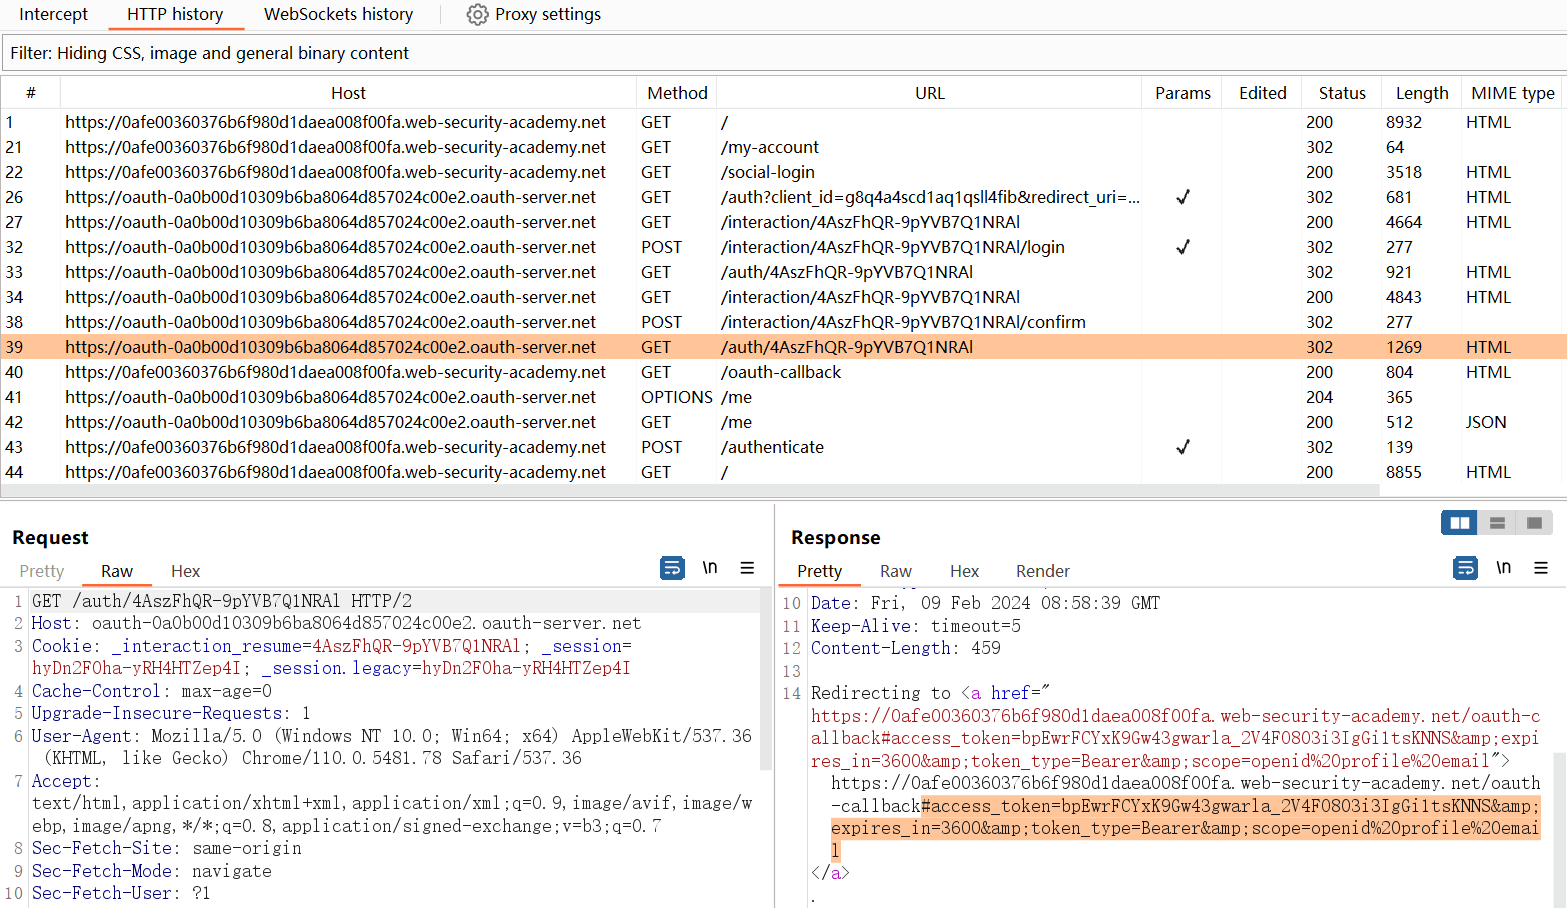 Intercept HTTP history WebSockets history Proxy settings
Filter: Hiding CSS, image and general binary content
# Host Method URL Params Edited Status Length MIME type
1 https://0afe00360376b6f980d1daea008f00fa.web-security-academy.net GET / 200 8932 HTML
21 https://0afe00360376b6f980d1daea008f00fa.web-security-academy.net GET /my-account 302 64
22 https://0afe00360376b6f980d1daea008f00fa.web-security-academy.net GET /social-login 200 3518 HTML
26 https://oauth-0a0b00d10309b6ba8064d857024c00e2.oauth-server.net GET /auth?client_id=g8q4a4scd1aq1qsll4fib&redirect_uri=... ✓ 302 681 HTML
27 https://oauth-0a0b00d10309b6ba8064d857024c00e2.oauth-server.net GET /interaction/4AszFhQR-9pYVB7Q1NRAl 200 4664 HTML
32 https://oauth-0a0b00d10309b6ba8064d857024c00e2.oauth-server.net POST /interaction/4AszFhQR-9pYVB7Q1NRAl/login ✓ 302 277
33 https://oauth-0a0b00d10309b6ba8064d857024c00e2.oauth-server.net GET /auth/4AszFhQR-9pYVB7Q1NRAl 302 921 HTML
34 https://oauth-0a0b00d10309b6ba8064d857024c00e2.oauth-server.net GET /interaction/4AszFhQR-9pYVB7Q1NRAl 200 4843 HTML
38 https://oauth-0a0b00d10309b6ba8064d857024c00e2.oauth-server.net POST /interaction/4AszFhQR-9pYVB7Q1NRAl/confirm 302 277
39 https://oauth-0a0b00d10309b6ba8064d857024c00e2.oauth-server.net GET /auth/4AszFhQR-9pYVB7Q1NRAl 302 1269 HTML
40 https://0afe00360376b6f980d1daea008f00fa.web-security-academy.net GET /oauth-callback 200 804 HTML
41 https://oauth-0a0b00d10309b6ba8064d857024c00e2.oauth-server.net OPTIONS /me 204 365
42 https://oauth-0a0b00d10309b6ba8064d857024c00e2.oauth-server.net GET /me 200 512 JSON
43 https://0afe00360376b6f980d1daea008f00fa.web-security-academy.net POST /authenticate ✓ 302 139
44 https://0afe00360376b6f980d1daea008f00fa.web-security-academy.net GET / 200 8855 HTML
Request
Pretty Raw Hex \n
1 GET /auth/4AszFhQR-9pYVB7Q1NRAl HTTP/2
2 Host: oauth-0a0b00d10309b6ba8064d857024c00e2.oauth-server.net
3 Cookie: _interaction_resume=4AszFhQR-9pYVB7Q1NRAl; _session=
hyDn2FOha-yRH4HTZep4I; _session.legacy=hyDn2FOha-yRH4HTZep4I
4 Cache-Control: max-age=0
5 Upgrade-Insecure-Requests: 1
6 User-Agent: Mozilla/5.0 (Windows NT 10.0; Win64; x64) AppleWebKit/537.36
(KHTML, like Gecko) Chrome/110.0.5481.78 Safari/537.36
7 Accept:
text/html,application/xhtml+xml,application/xml;q=0.9,image/avif,image/w
ebp,image/apng,*/*;q=0.8,application/signed-exchange;v=b3;q=0.7
8 Sec-Fetch-Site: same-origin
9 Sec-Fetch-Mode: navigate
10 Sec-Fetch-User: ?1
Response
Pretty Raw Hex Render \n
10 Date: Fri, 09 Feb 2024 08:58:39 GMT
11 Keep-Alive: timeout=5
12 Content-Length: 459
13
14 Redirecting to <a href="
https://0afe00360376b6f980d1daea008f00fa.web-security-academy.net/oauth-c
allback#access_token=bpEwrFCYxK9Gw43gwarla_2V4F0803i3IgGi1tsKNNS&amp;expi
res_in=3600&amp;token_type=Bearer&amp;scope=openid%20profile%20email">
https://0afe00360376b6f980d1daea008f00fa.web-security-academy.net/oauth
-callback#access_token=bpEwrFCYxK9Gw43gwarla_2V4F0803i3IgGi1tsKNNS&amp;
expires_in=3600&amp;token_type=Bearer&amp;scope=openid%20profile%20emai
l
</a>
.